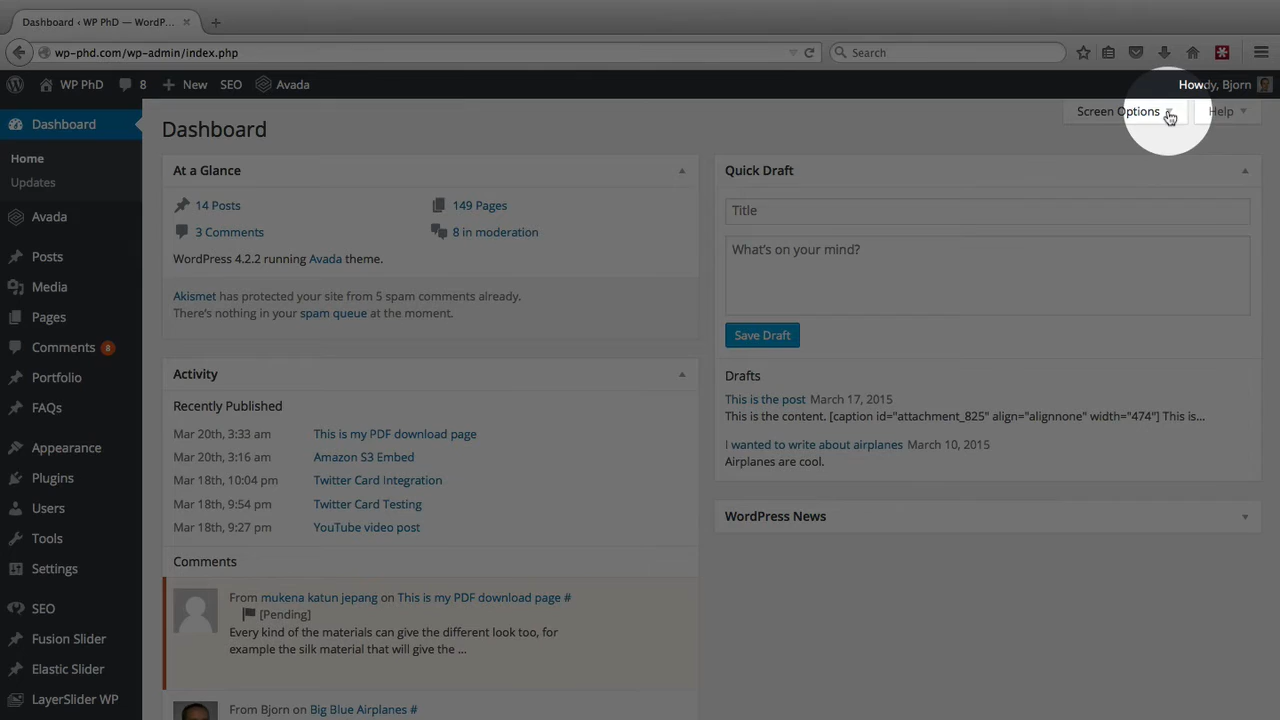 Dashboard ‹ WP PhD — WordP...
wp-phd.com/wp-admin/index.php
Search
WP PhD 8 New SEO Avada
Howdy, Bjorn
Screen Options
Help
Dashboard
Home
Updates
Avada
Posts
Media
Pages
Comments 8
Portfolio
FAQs
Appearance
Plugins
Users
Tools
Settings
SEO
Fusion Slider
Elastic Slider
LayerSlider WP
Dashboard
At a Glance
14 Posts
149 Pages
3 Comments
8 in moderation
WordPress 4.2.2 running Avada theme.
Akismet has protected your site from 5 spam comments already.
There's nothing in your spam queue at the moment.
Activity
Recently Published
Mar 20th, 3:33 am This is my PDF download page
Mar 20th, 3:16 am Amazon S3 Embed
Mar 18th, 10:04 pm Twitter Card Integration
Mar 18th, 9:54 pm Twitter Card Testing
Mar 18th, 9:27 pm YouTube video post
Comments
From mukena katun jepang on This is my PDF download page #
[Pending]
Every kind of the materials can give the different look too, for
example the silk material that will give the ...
From Bjorn on Big Blue Airplanes #
Quick Draft
Title
What's on your mind?
Save Draft
Drafts
This is the post March 17, 2015
This is the content. [caption id="attachment_825" align="alignnone" width="474"] This is...
I wanted to write about airplanes March 10, 2015
Airplanes are cool.
WordPress News